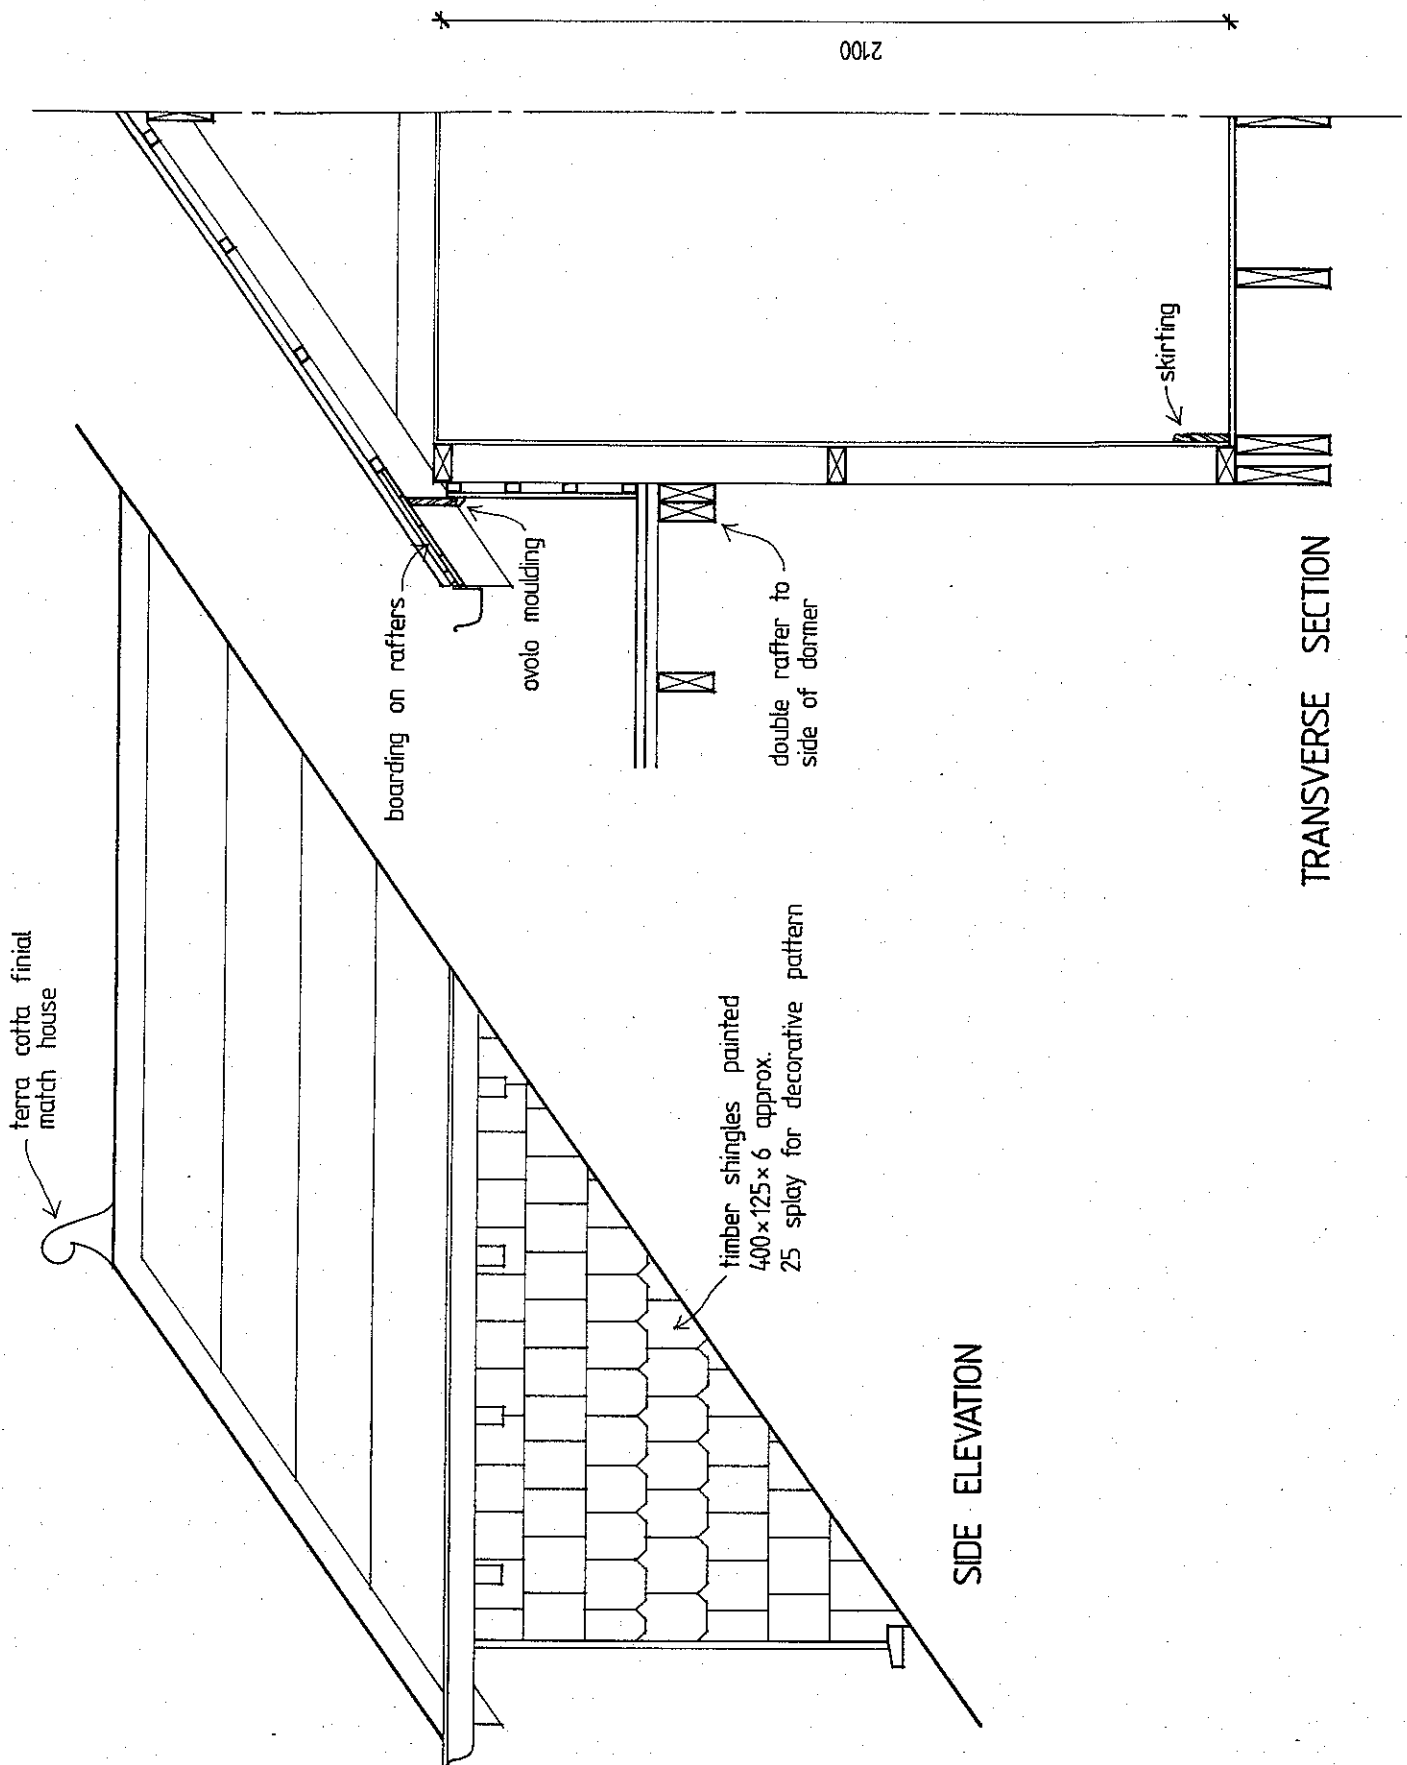 terra cotta finial
match house
timber shingles painted
400×125×6 approx.
25 splay for decorative pattern
SIDE ELEVATION
boarding on rafters
ovolo moulding
double rafter to
side of dormer
skirting
2100
TRANSVERSE SECTION